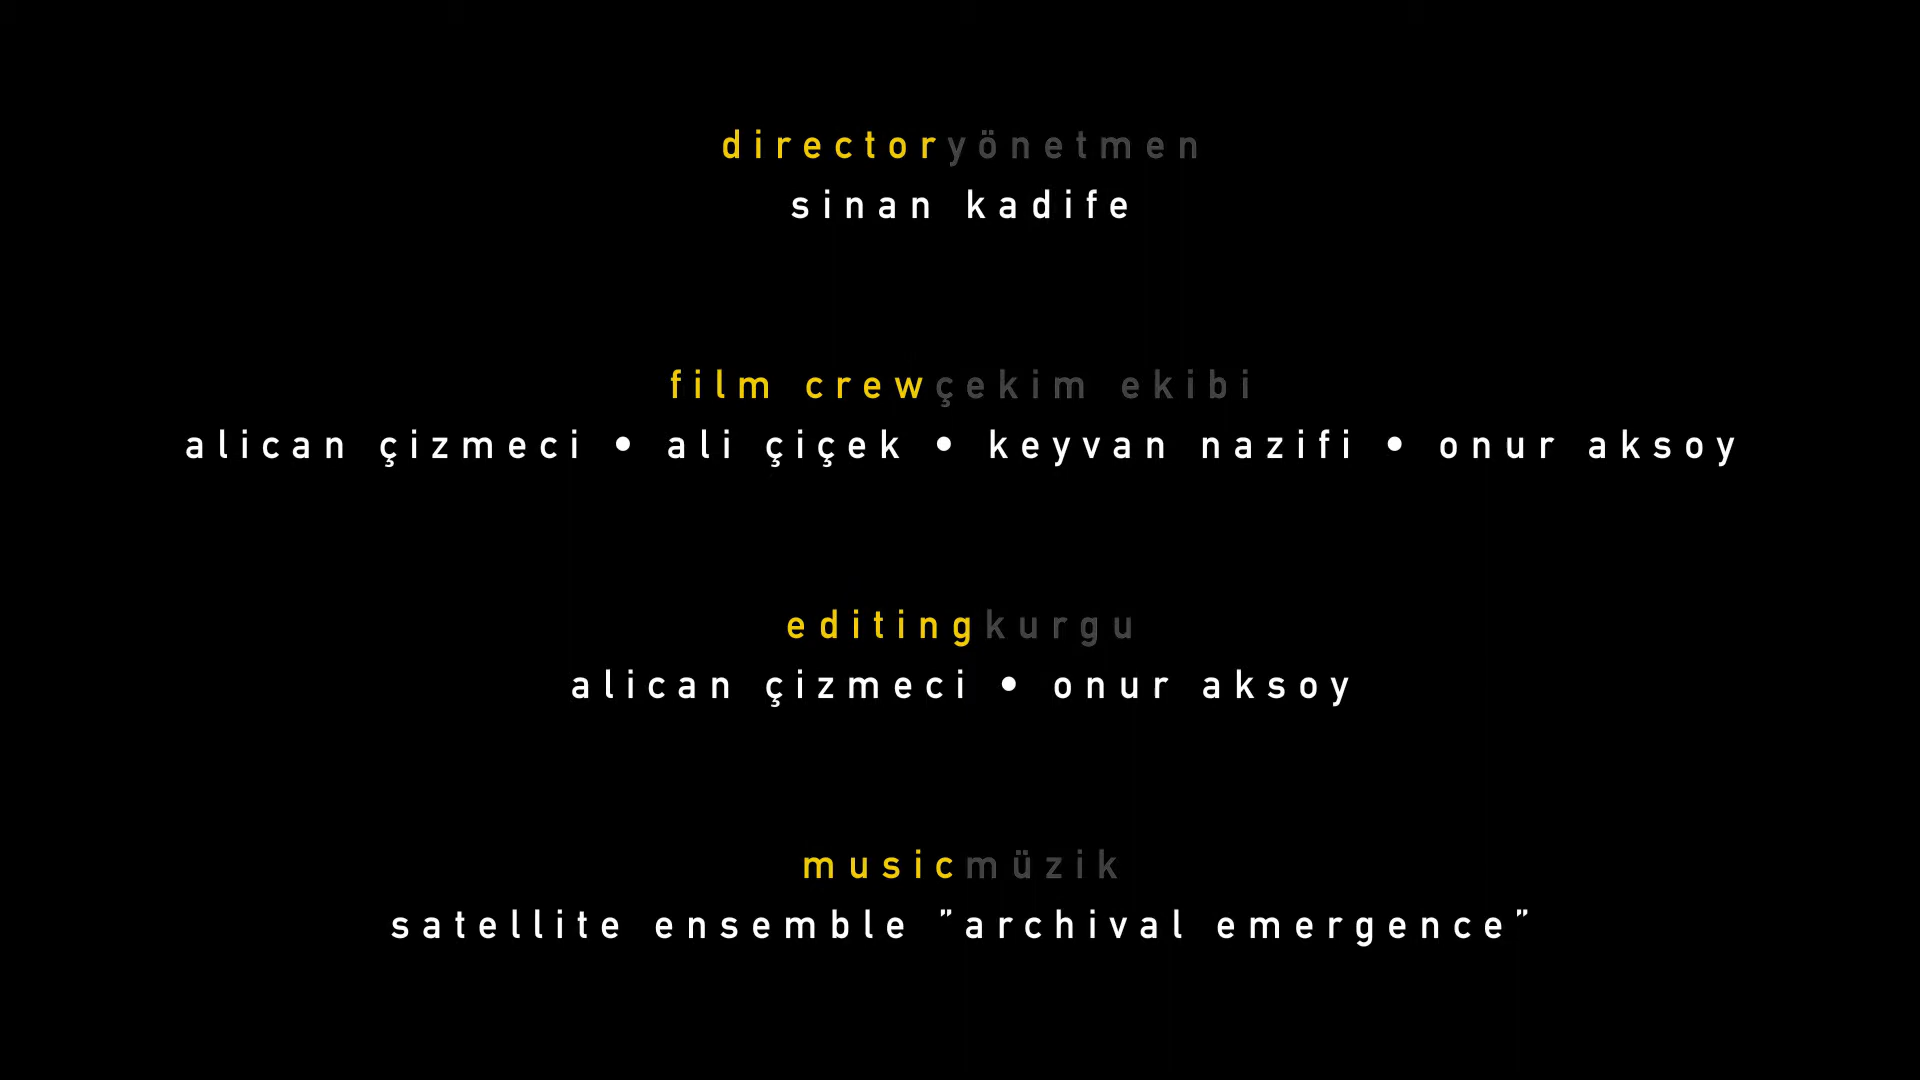 directoryönetmen
sinan kadife
film crewçekim ekibi
alican çizmeci • ali çiçek • keyvan nazifi • onur aksoy
editingkurgu
alican çizmeci • onur aksoy
musicmüzik
satellite ensemble ”archival emergence”